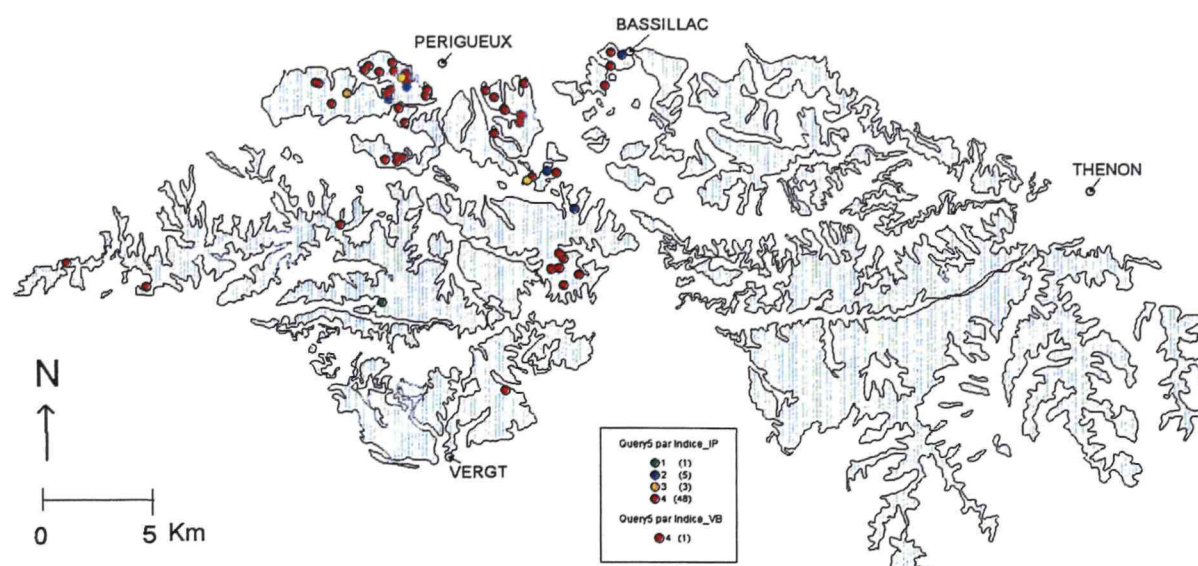 BASSILLAC
PERIGUEUX
THENON
N
VERGT
0 5 Km
Query5 par Indice_IP
1 (1)
2 (5)
3 (3)
4 (48)
Query5 par Indice_VB
4 (1)